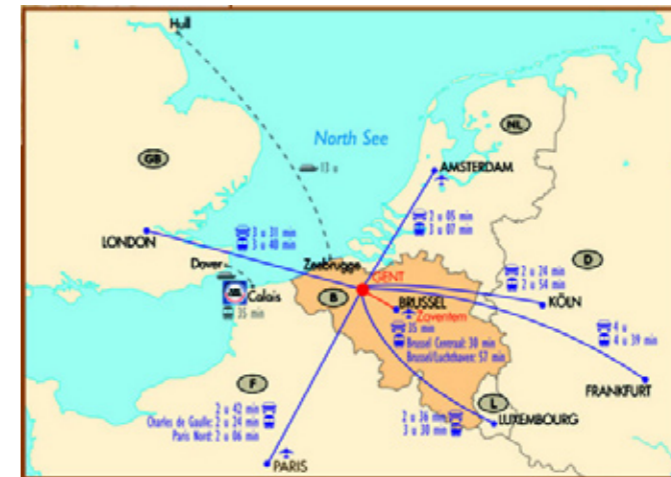 Hull
North See
NL
GB
13 u
AMSTERDAM
2 u 05 min
3 u 07 min
3 u 31 min
3 u 40 min
LONDON
Dover
Zeebrugge
GENT
D
2 u 24 min
2 u 54 min
Calais
35 min
B
BRUSSEL
Zaventem
KÖLN
35 min
Brussel Centraal: 30 min
Brussel/Luchthaven: 57 min
4 u
4 u 39 min
F
FRANKFURT
L
2 u 42 min
Charles de Gaulle: 2 u 24 min
Paris Nord: 2 u 06 min
2 u 36 min
3 u 30 min
LUXEMBOURG
PARIS